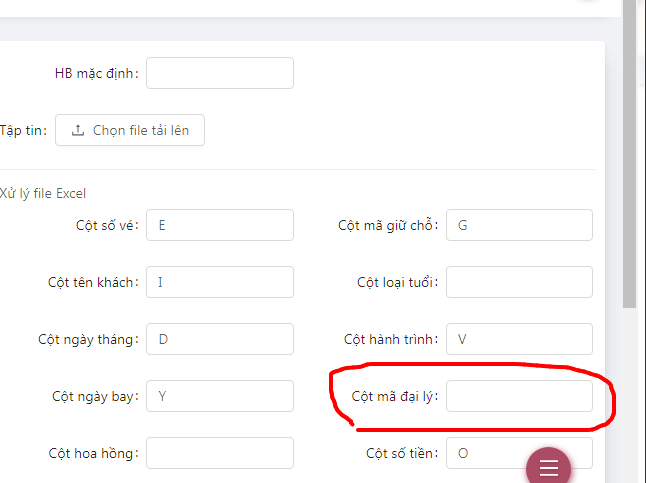 HB mặc định:
Tập tin: Chọn file tải lên
Xử lý file Excel
Cột số vé: E Cột mã giữ chỗ: G
Cột tên khách: I Cột loại tuổi:
Cột ngày tháng: D Cột hành trình: V
Cột ngày bay: Y Cột mã đại lý:
Cột hoa hồng: Cột số tiền: O